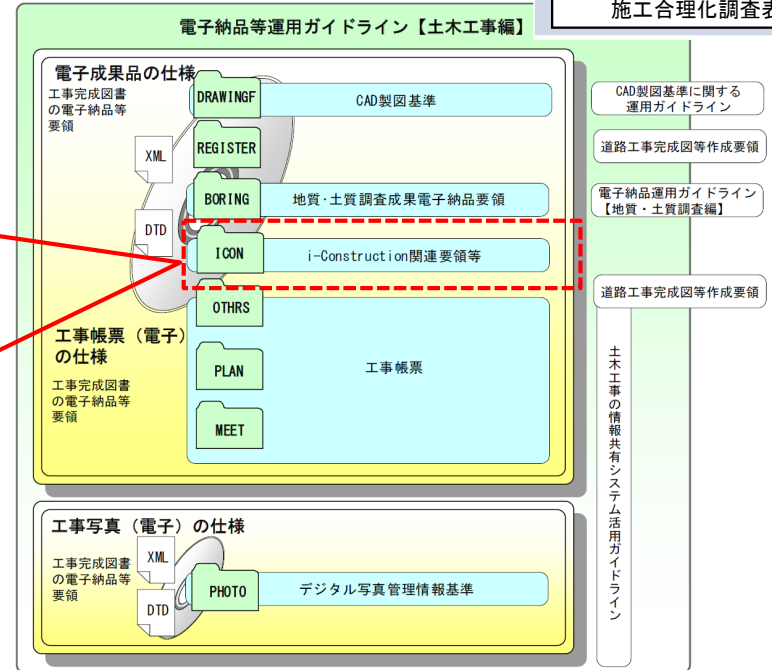 施工合理化調査表
電子納品等運用ガイドライン【土木工事編】
電子成果品の仕様
工事完成図書
の電子納品等
要領
XML
DTD
DRAWINGF
CAD製図基準
CAD製図基準に関する
運用ガイドライン
REGISTER
道路工事完成図等作成要領
BORING
地質・土質調査成果電子納品要領
電子納品運用ガイドライン
【地質・土質調査編】
ICON
i-Construction関連要領等
OTHRS
道路工事完成図等作成要領
工事帳票（電子）
の仕様
工事完成図書
の電子納品等
要領
PLAN
工事帳票
MEET
土木工事の情報共有システム活用ガイドライン
工事写真（電子）の仕様
工事完成図書
の電子納品等
要領
XML
DTD
PHOTO
デジタル写真管理情報基準